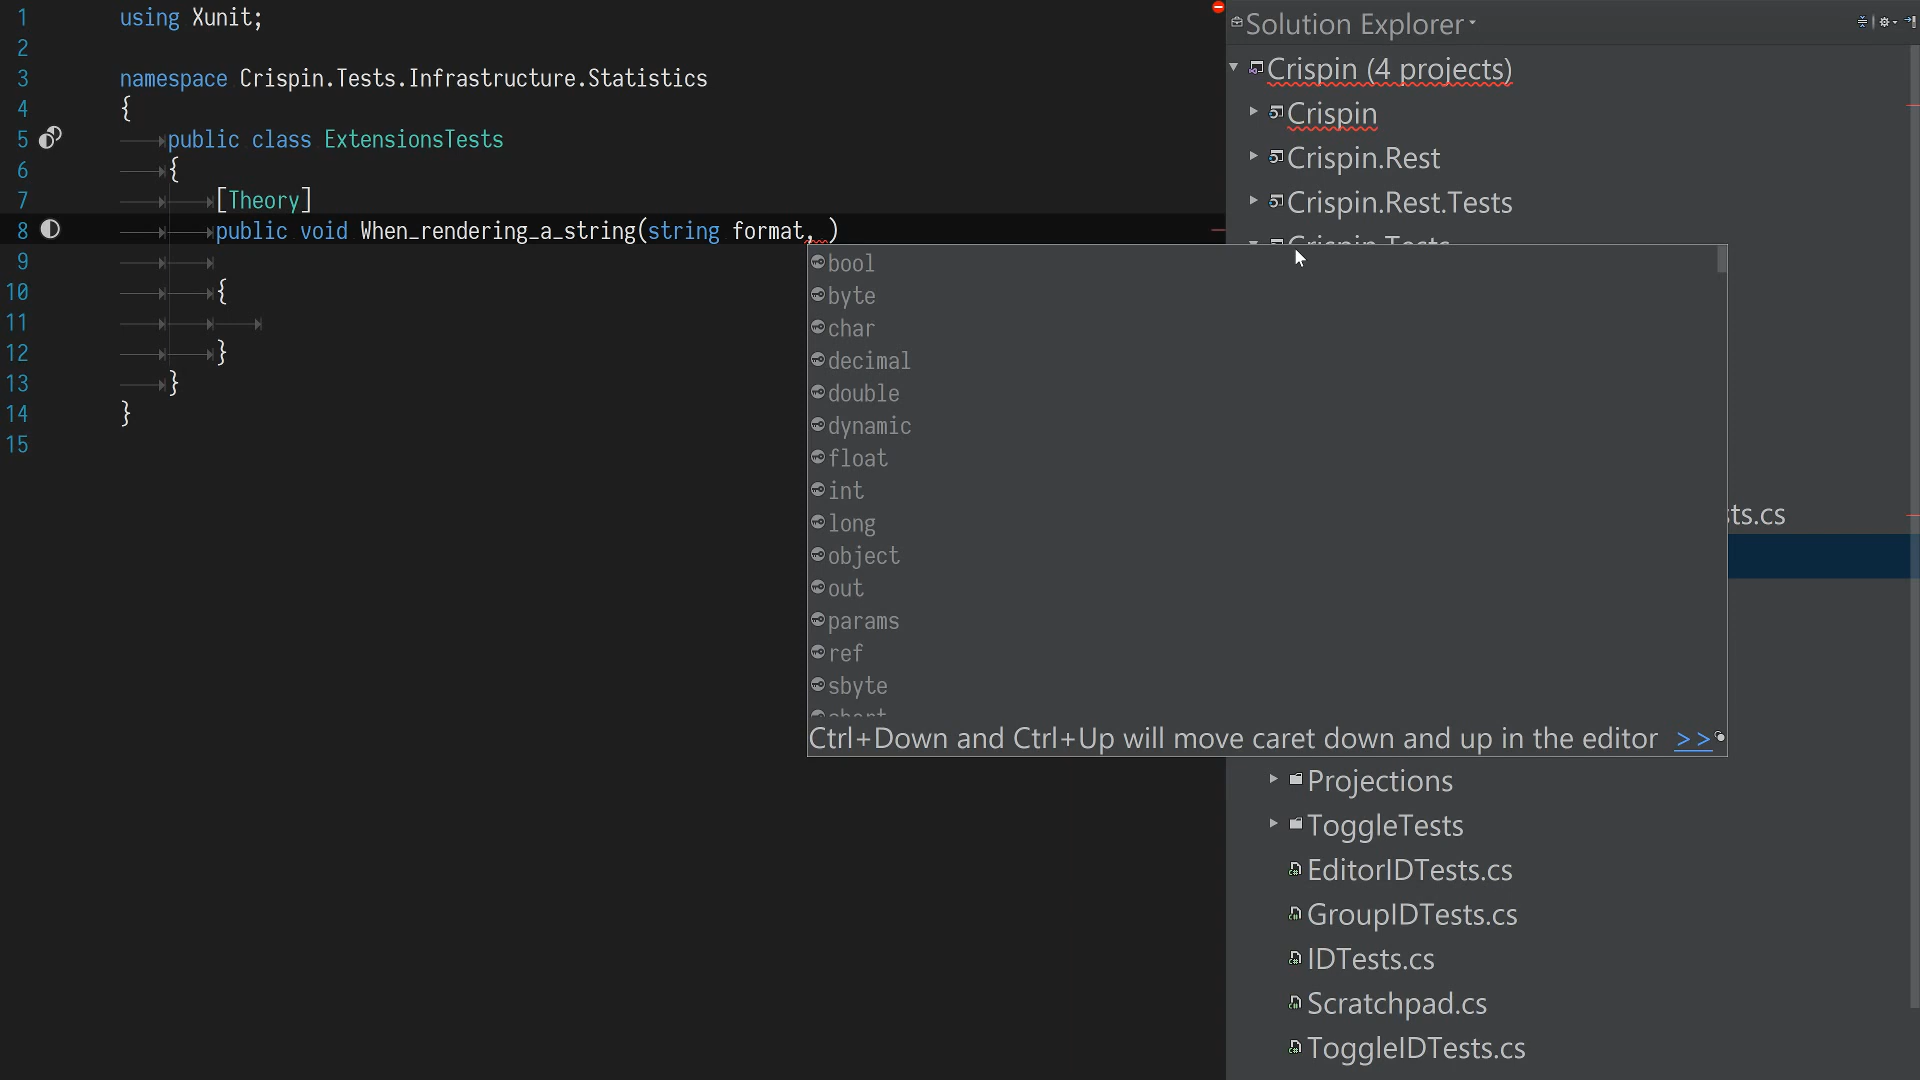 1 using Xunit;
2
3 namespace Crispin.Tests.Infrastructure.Statistics
4 {
5 public class ExtensionsTests
6 {
7 [Theory]
8 public void When_rendering_a_string(string format, )
9
10 {
11
12 }
13 }
14 }
15
bool
byte
char
decimal
double
dynamic
float
int
long
object
out
params
ref
sbyte
Ctrl+Down and Ctrl+Up will move caret down and up in the editor >>
Solution Explorer
Crispin (4 projects)
Crispin
Crispin.Rest
Crispin.Rest.Tests
Crispin.Tests
ts.cs
Projections
ToggleTests
EditorIDTests.cs
GroupIDTests.cs
IDTests.cs
Scratchpad.cs
ToggleIDTests.cs